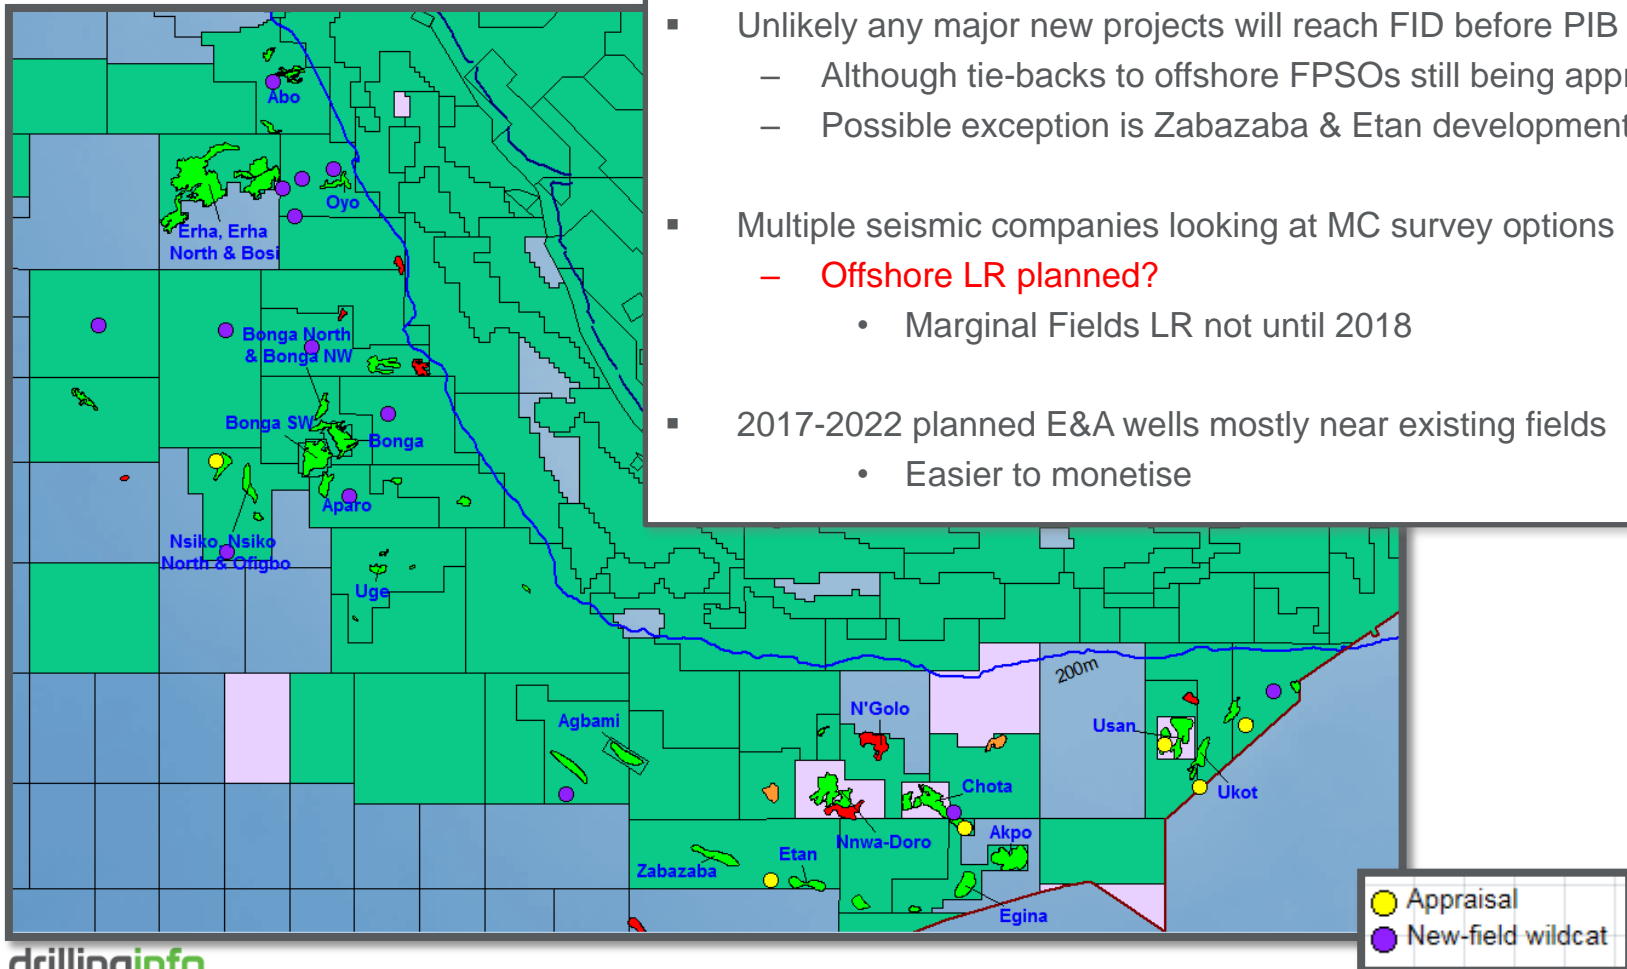 ▪ Unlikely any major new projects will reach FID before PIB
– Although tie-backs to offshore FPSOs still being
– Possible exception is Zabazaba & Etan development
▪ Multiple seismic companies looking at MC survey options
– Offshore LR planned?
• Marginal Fields LR not until 2018
▪ 2017-2022 planned E&A wells mostly near existing fields
• Easier to monetise
Abo
Oyo
Erha, Erha
North & Bosi
Bonga North
& Bonga NW
Bonga SW
Bonga
Aparo
Nsiko, Nsiko
North & Ofigbo
Uge
200m
Agbami
N'Golo
Usan
Chota
Ukot
Akpo
Nnwa-Doro
Etan
Zabazaba
Egina
Appraisal
New-field wildcat
drillinginfo